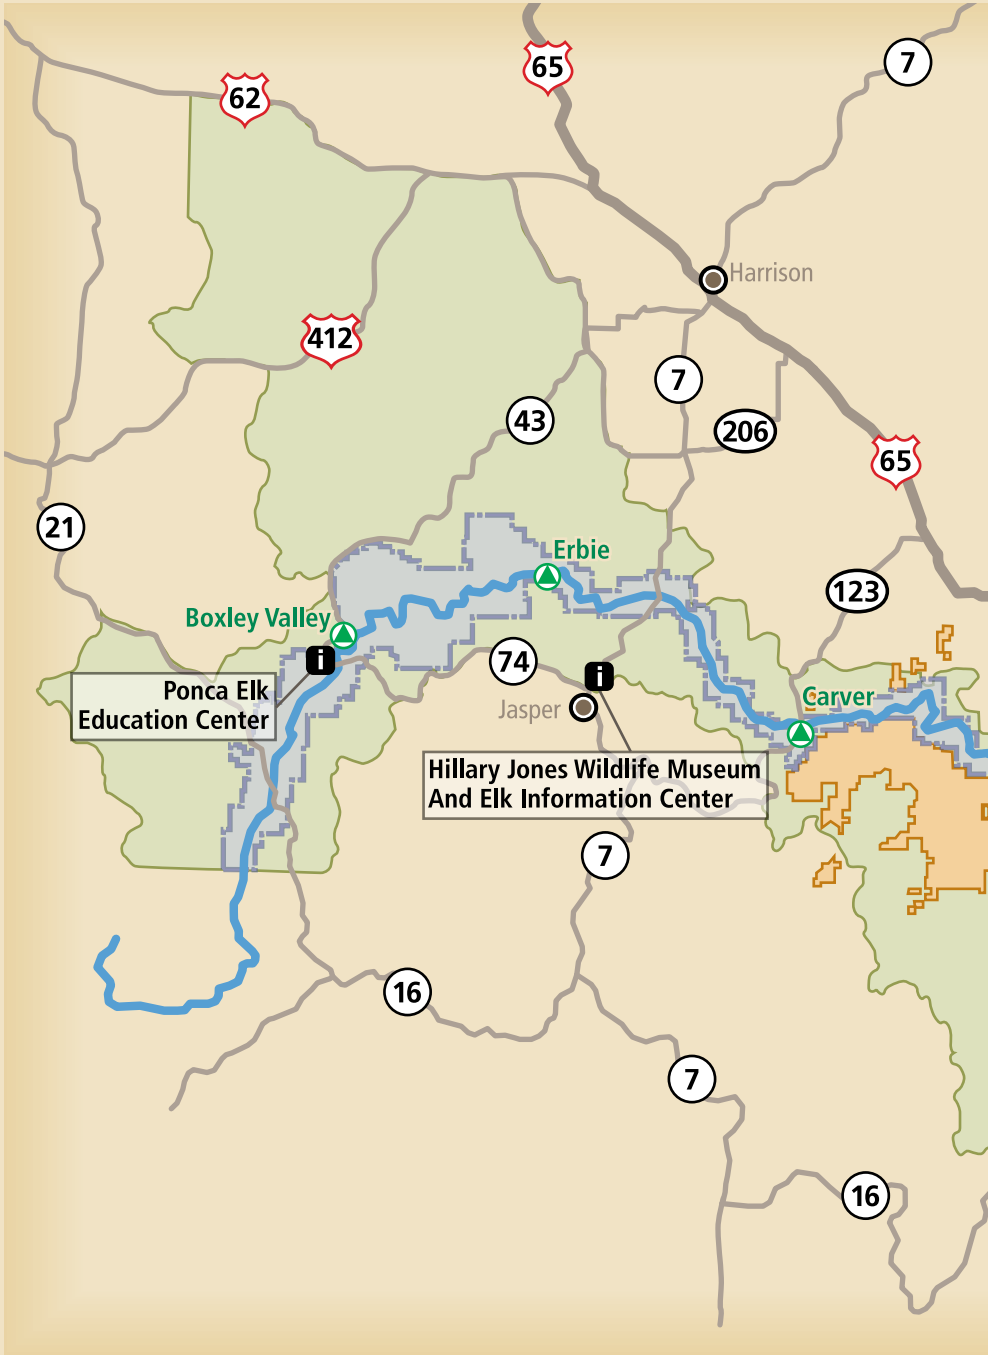 65
7
62
Harrison
412
7
43
206
65
21
Erbie
123
Boxley Valley
i
74
i
Ponca Elk
Education Center
Jasper
Carver
Hillary Jones Wildlife Museum
And Elk Information Center
7
16
7
16